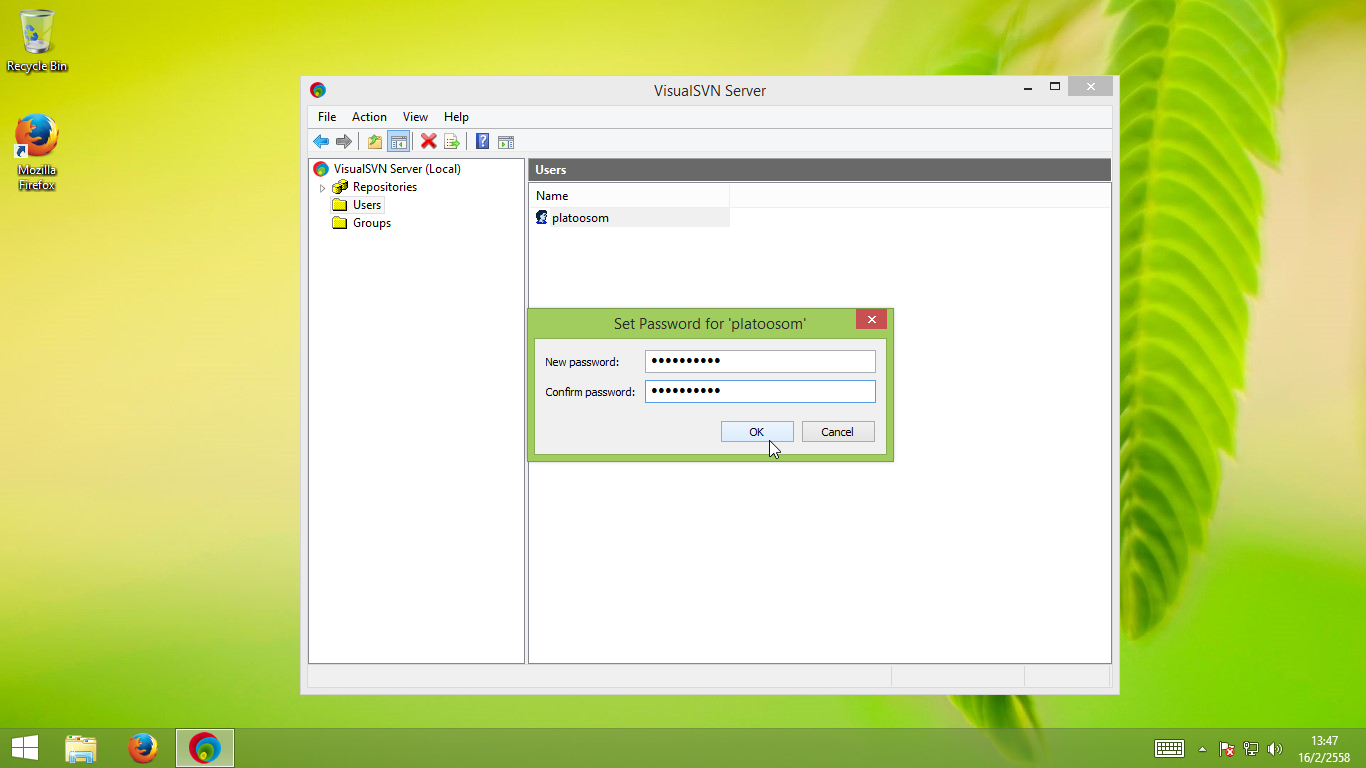 Recycle Bin
Mozilla
Firefox
VisualSVN Server
File Action View Help
VisualSVN Server (Local)
Repositories
Users
Groups
Users
Name
platoosom
Set Password for 'platoosom'
New password: ●●●●●●●●●●
Confirm password: ●●●●●●●●●●
OK Cancel
13:47
16/2/2558